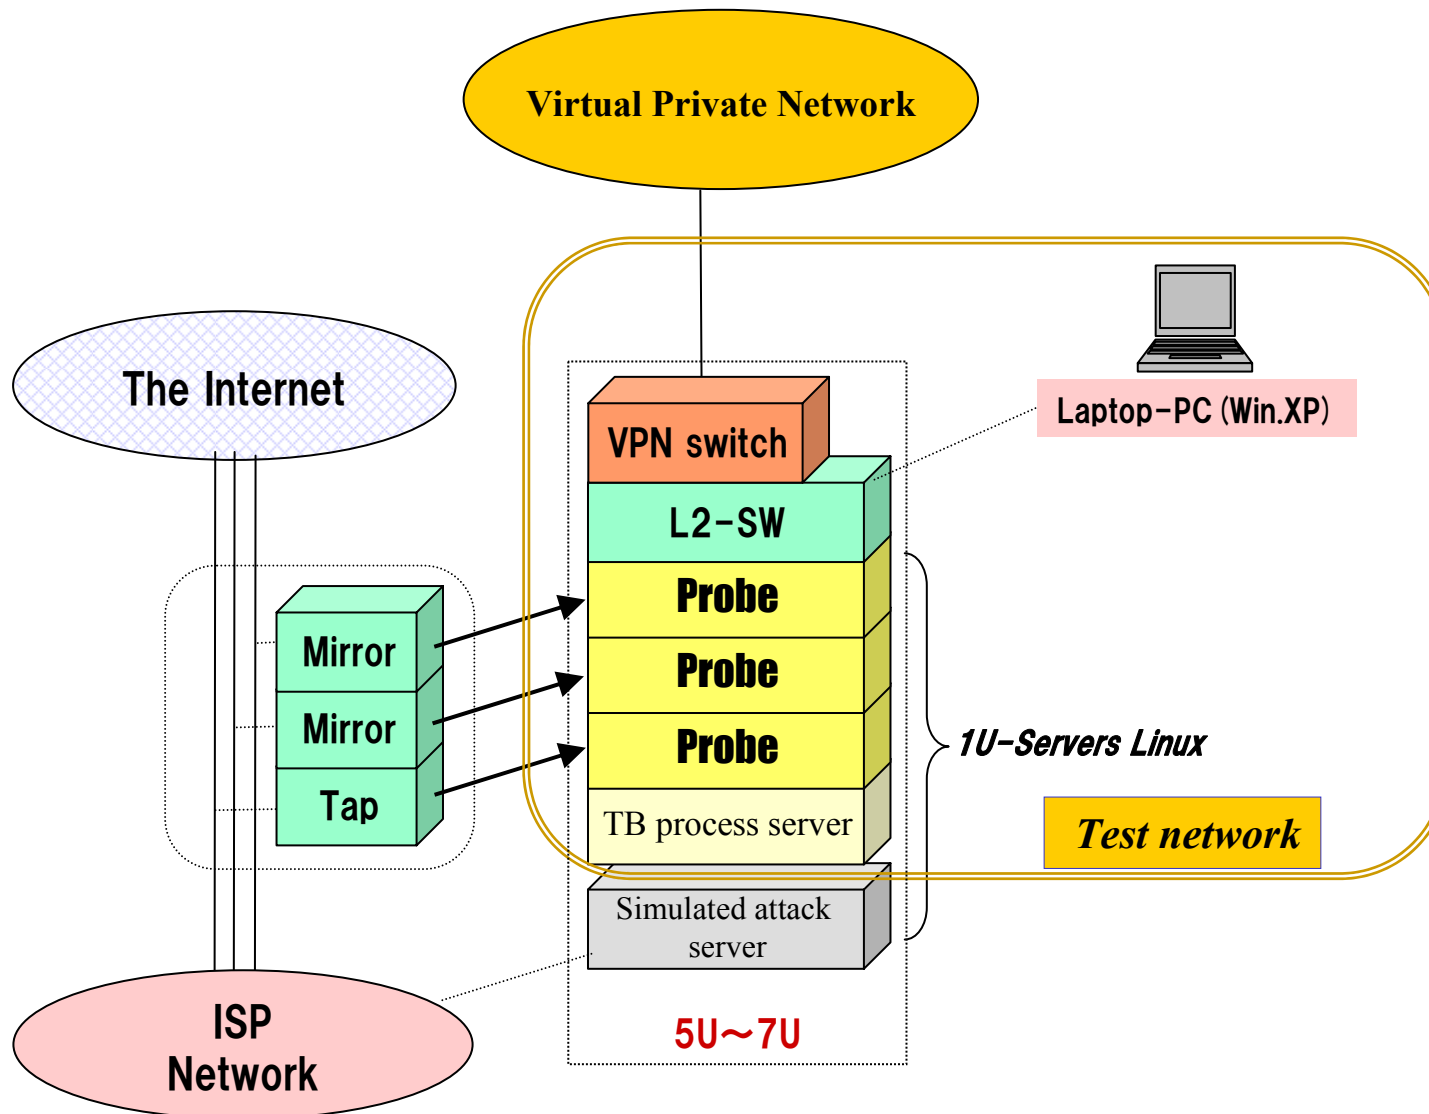 Virtual Private Network
The Internet
Laptop-PC (Win.XP)
VPN switch
L2-SW
Probe
Mirror
Probe
Mirror
Probe
1U-Servers Linux
Tap
TB process server
Test network
Simulated attack
server
ISP
Network
5U～7U